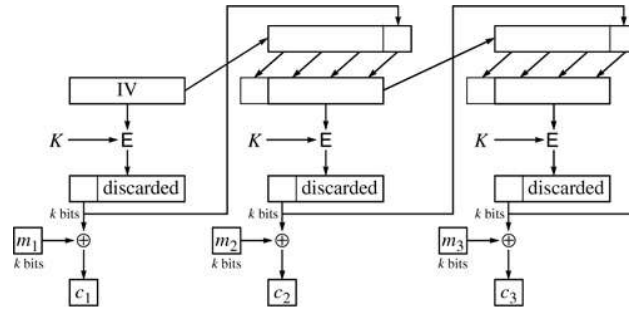 IV
K E K E K E
discarded discarded discarded
k bits k bits k bits
m1 ⊕ m2 ⊕ m3 ⊕
k bits k bits k bits
c1 c2 c3